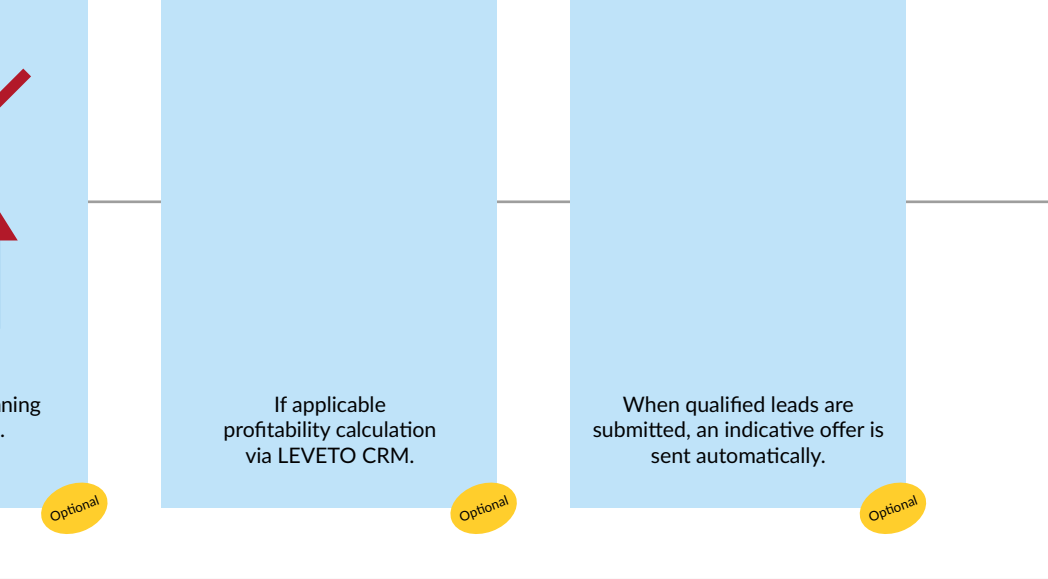 .
If applicable
profitability calculation
via LEVETO CRM.
When qualified leads are
submitted, an indicative offer is
sent automatically.
Optional
Optional
Optional